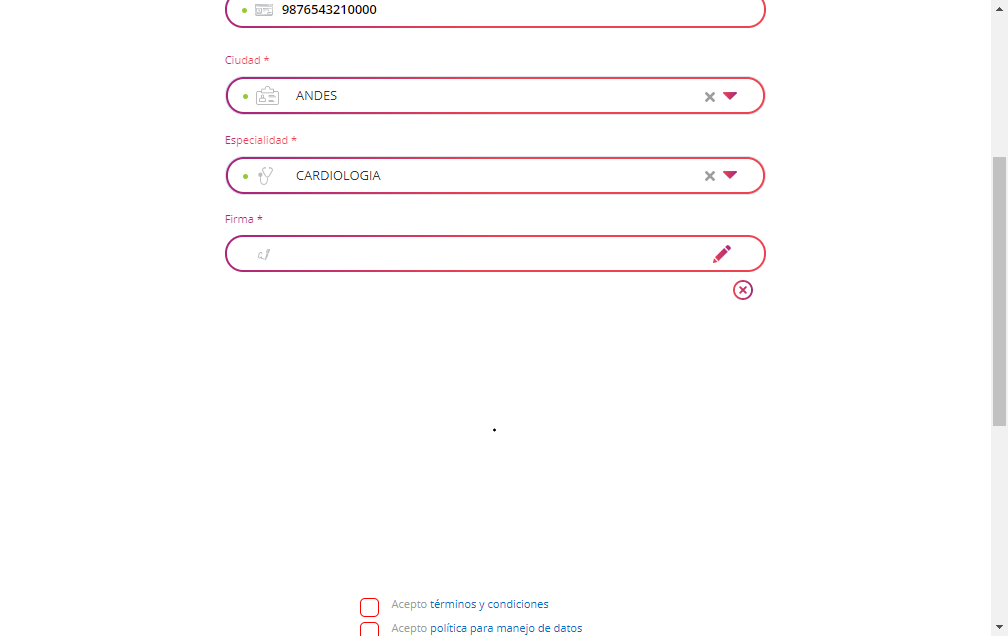 9876543210000
Ciudad *
ANDES
Especialidad *
CARDIOLOGIA
Firma *
Acepto términos y condiciones
Acepto política para manejo de datos